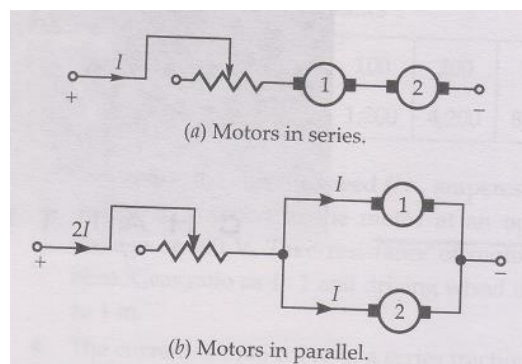 I
1
2
+
−
(a) Motors in series.
2I
I
1
+
−
I
2
(b) Motors in parallel.